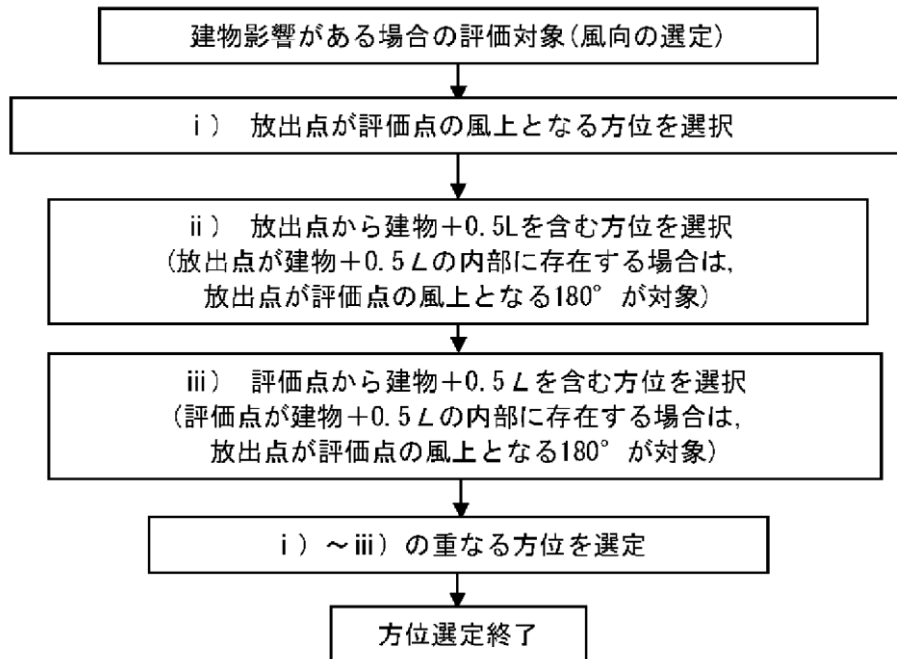 建物影響がある場合の評価対象(風向の選定)
ⅰ) 放出点が評価点の風上となる方位を選択
ⅱ) 放出点から建物+0.5Lを含む方位を選択
(放出点が建物+0.5Lの内部に存在する場合は,
放出点が評価点の風上となる180°が対象)
ⅲ) 評価点から建物+0.5Lを含む方位を選択
(評価点が建物+0.5Lの内部に存在する場合は,
放出点が評価点の風上となる180°が対象)
ⅰ)~ⅲ)の重なる方位を選定
方位選定終了